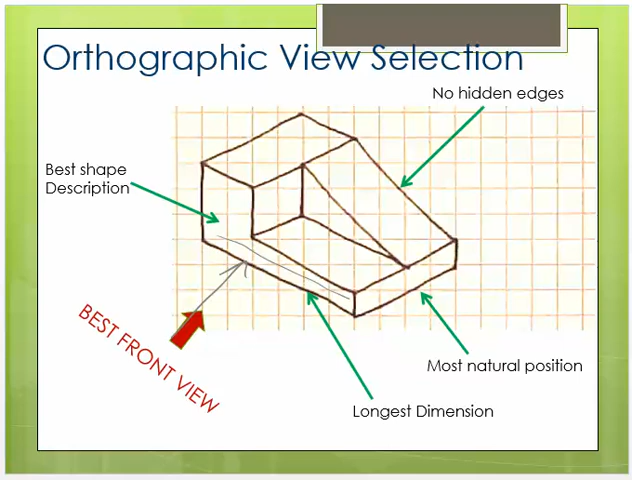 Orthographic View Selection
No hidden edges
Best shape
Description
BEST FRONT VIEW
Most natural position
Longest Dimension